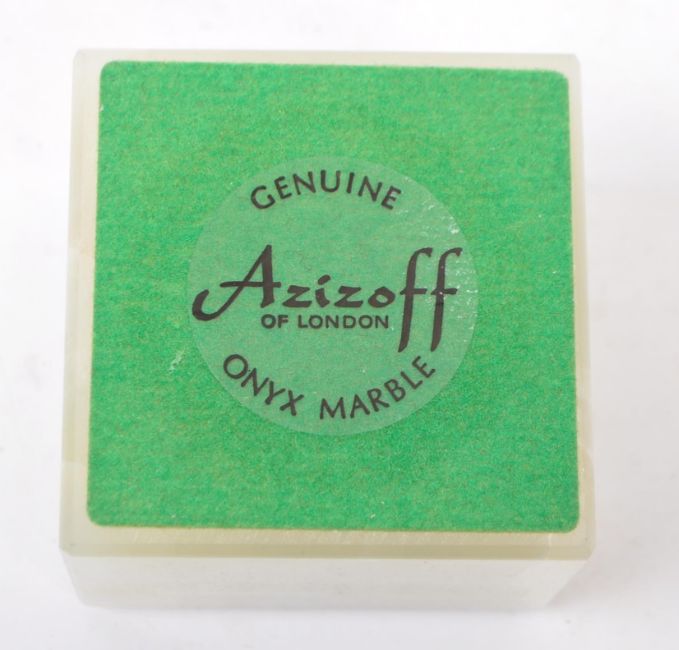 GENUINE
Azizoff
OF LONDON
ONYX MARBLE